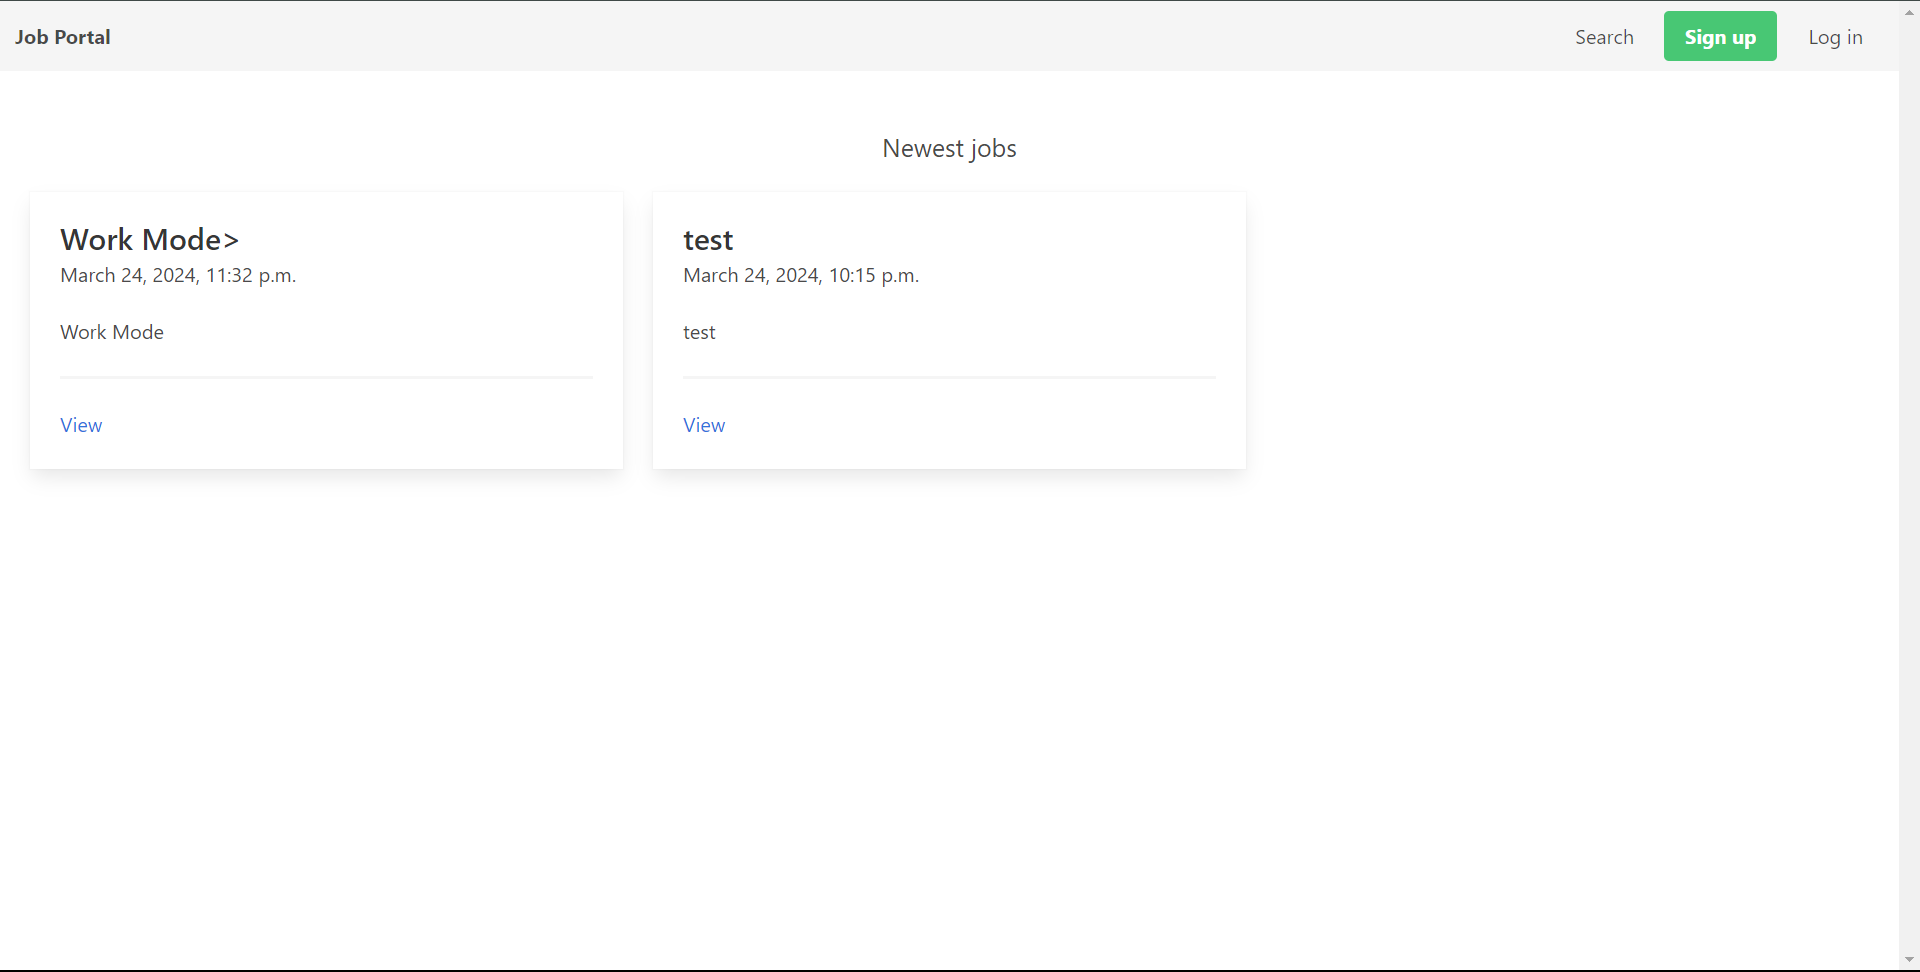 Job Portal
Search
Sign up
Log in
Newest jobs
Work Mode>
March 24, 2024, 11:32 p.m.
Work Mode
View
test
March 24, 2024, 10:15 p.m.
test
View